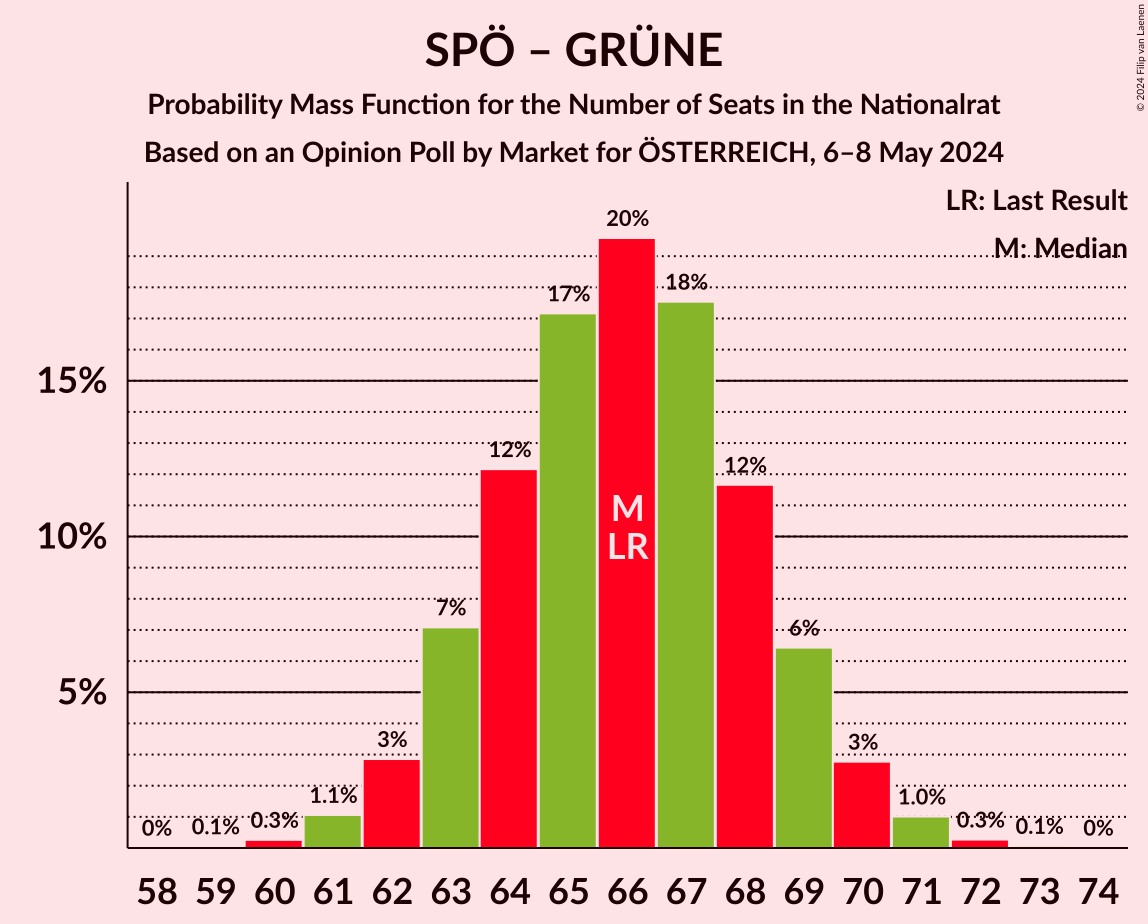 SPÖ – GRÜNE
Probability Mass Function for the Number of Seats in the Nationalrat
Based on an Opinion Poll by Market for ÖSTERREICH, 6–8 May 2024
© 2024 Filip van Laenen
LR: Last Result
M: Median
15%
10%
5%
0%
0.1%
0.3%
1.1%
3%
7%
12%
17%
20%
18%
12%
6%
3%
1.0%
0.3%
0.1%
0%
M
LR
58 59 60 61 62 63 64 65 66 67 68 69 70 71 72 73 74